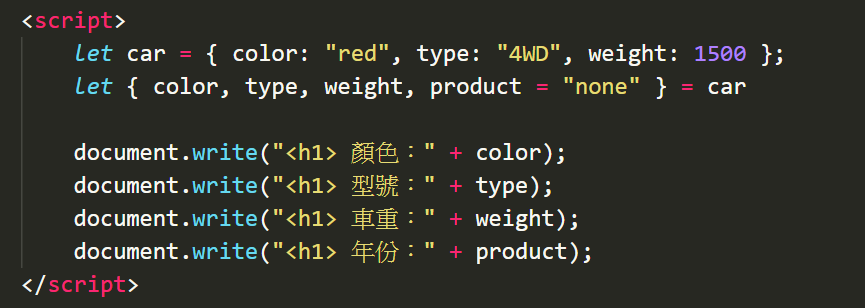 <script>
let car = { color: "red", type: "4WD", weight: 1500 };
let { color, type, weight, product = "none" } = car
document.write("<h1> 顏色：" + color);
document.write("<h1> 型號：" + type);
document.write("<h1> 車重：" + weight);
document.write("<h1> 年份：" + product);
</script>